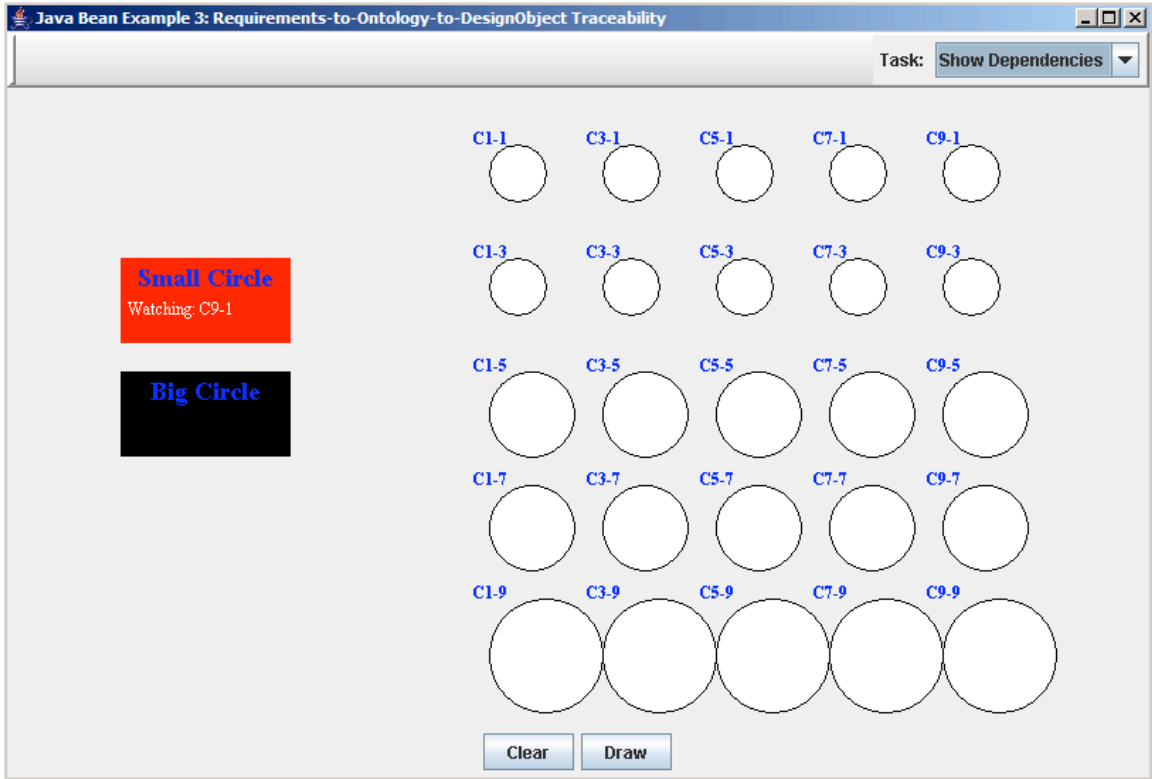 Java Bean Example 3: Requirements-to-Ontology-to-DesignObject Traceability
Task: Show Dependencies
C1-1 C3-1 C5-1 C7-1 C9-1
C1-3 C3-3 C5-3 C7-3 C9-3
Small Circle
Watching: C9-1
C1-5 C3-5 C5-5 C7-5 C9-5
Big Circle
C1-7 C3-7 C5-7 C7-7 C9-7
C1-9 C3-9 C5-9 C7-9 C9-9
Clear Draw